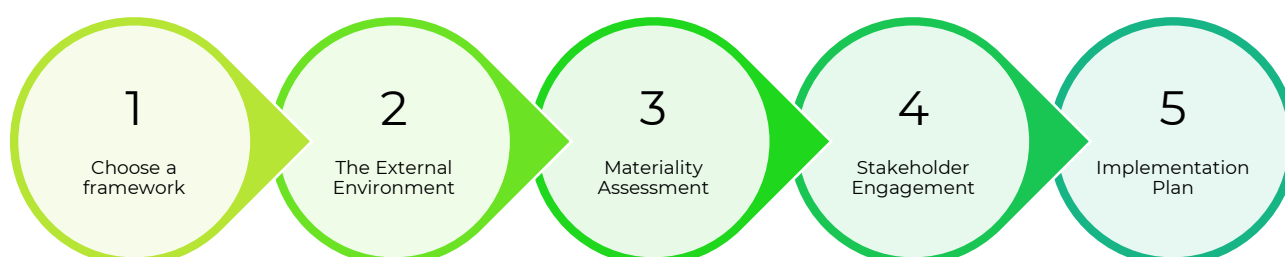 1
Choose a
framework
2
The External
Environment
3
Materiality
Assessment
4
Stakeholder
Engagement
5
Implementation
Plan